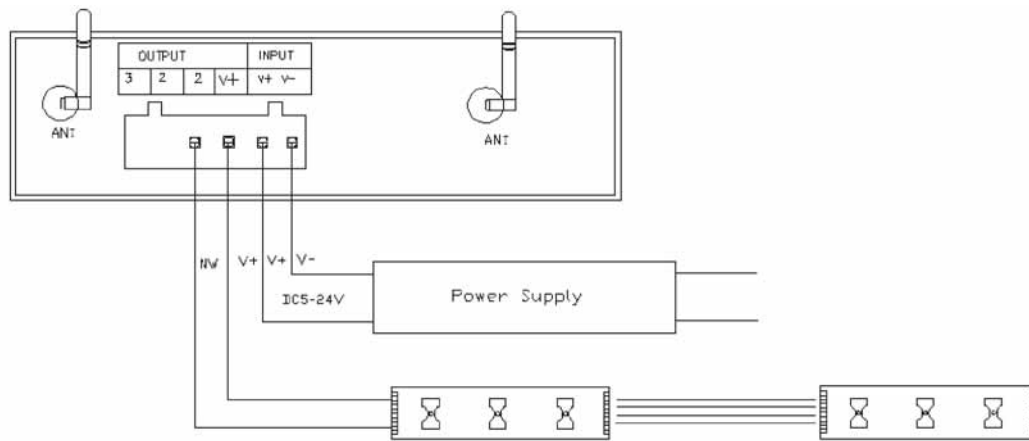 OUTPUT INPUT
3 2 2 V+ V+ V-
ANT
ANT
NW V+ V+ V-
DC5-24V
Power Supply